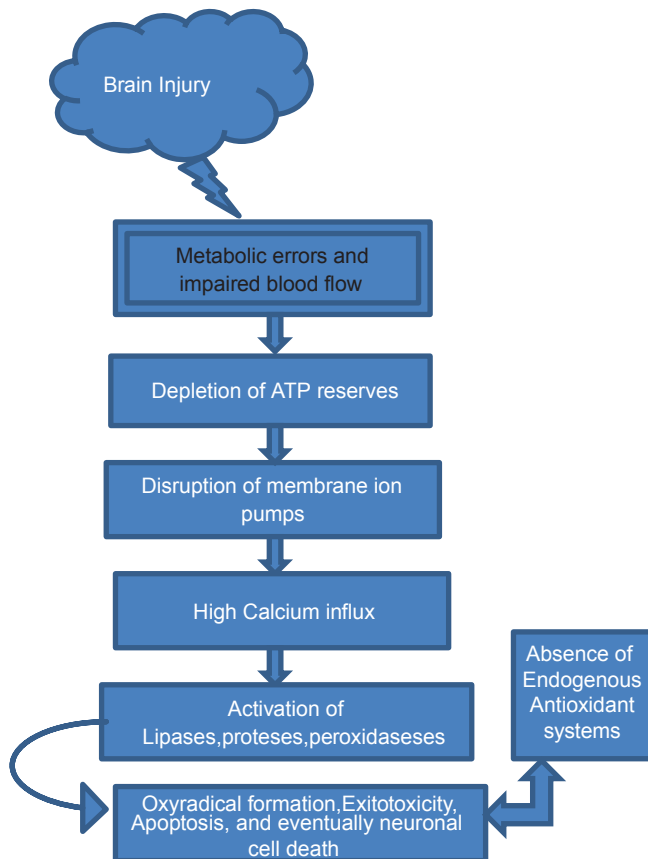 Brain Injury
Metabolic errors and
impaired blood flow
Depletion of ATP reserves
Disruption of membrane ion
pumps
High Calcium influx
Activation of
Lipases,proteses,peroxidaseses
Absence of
Endogenous
Antioxidant
systems
Oxyradical formation,Exitotoxicity,
Apoptosis, and eventually neuronal
cell death